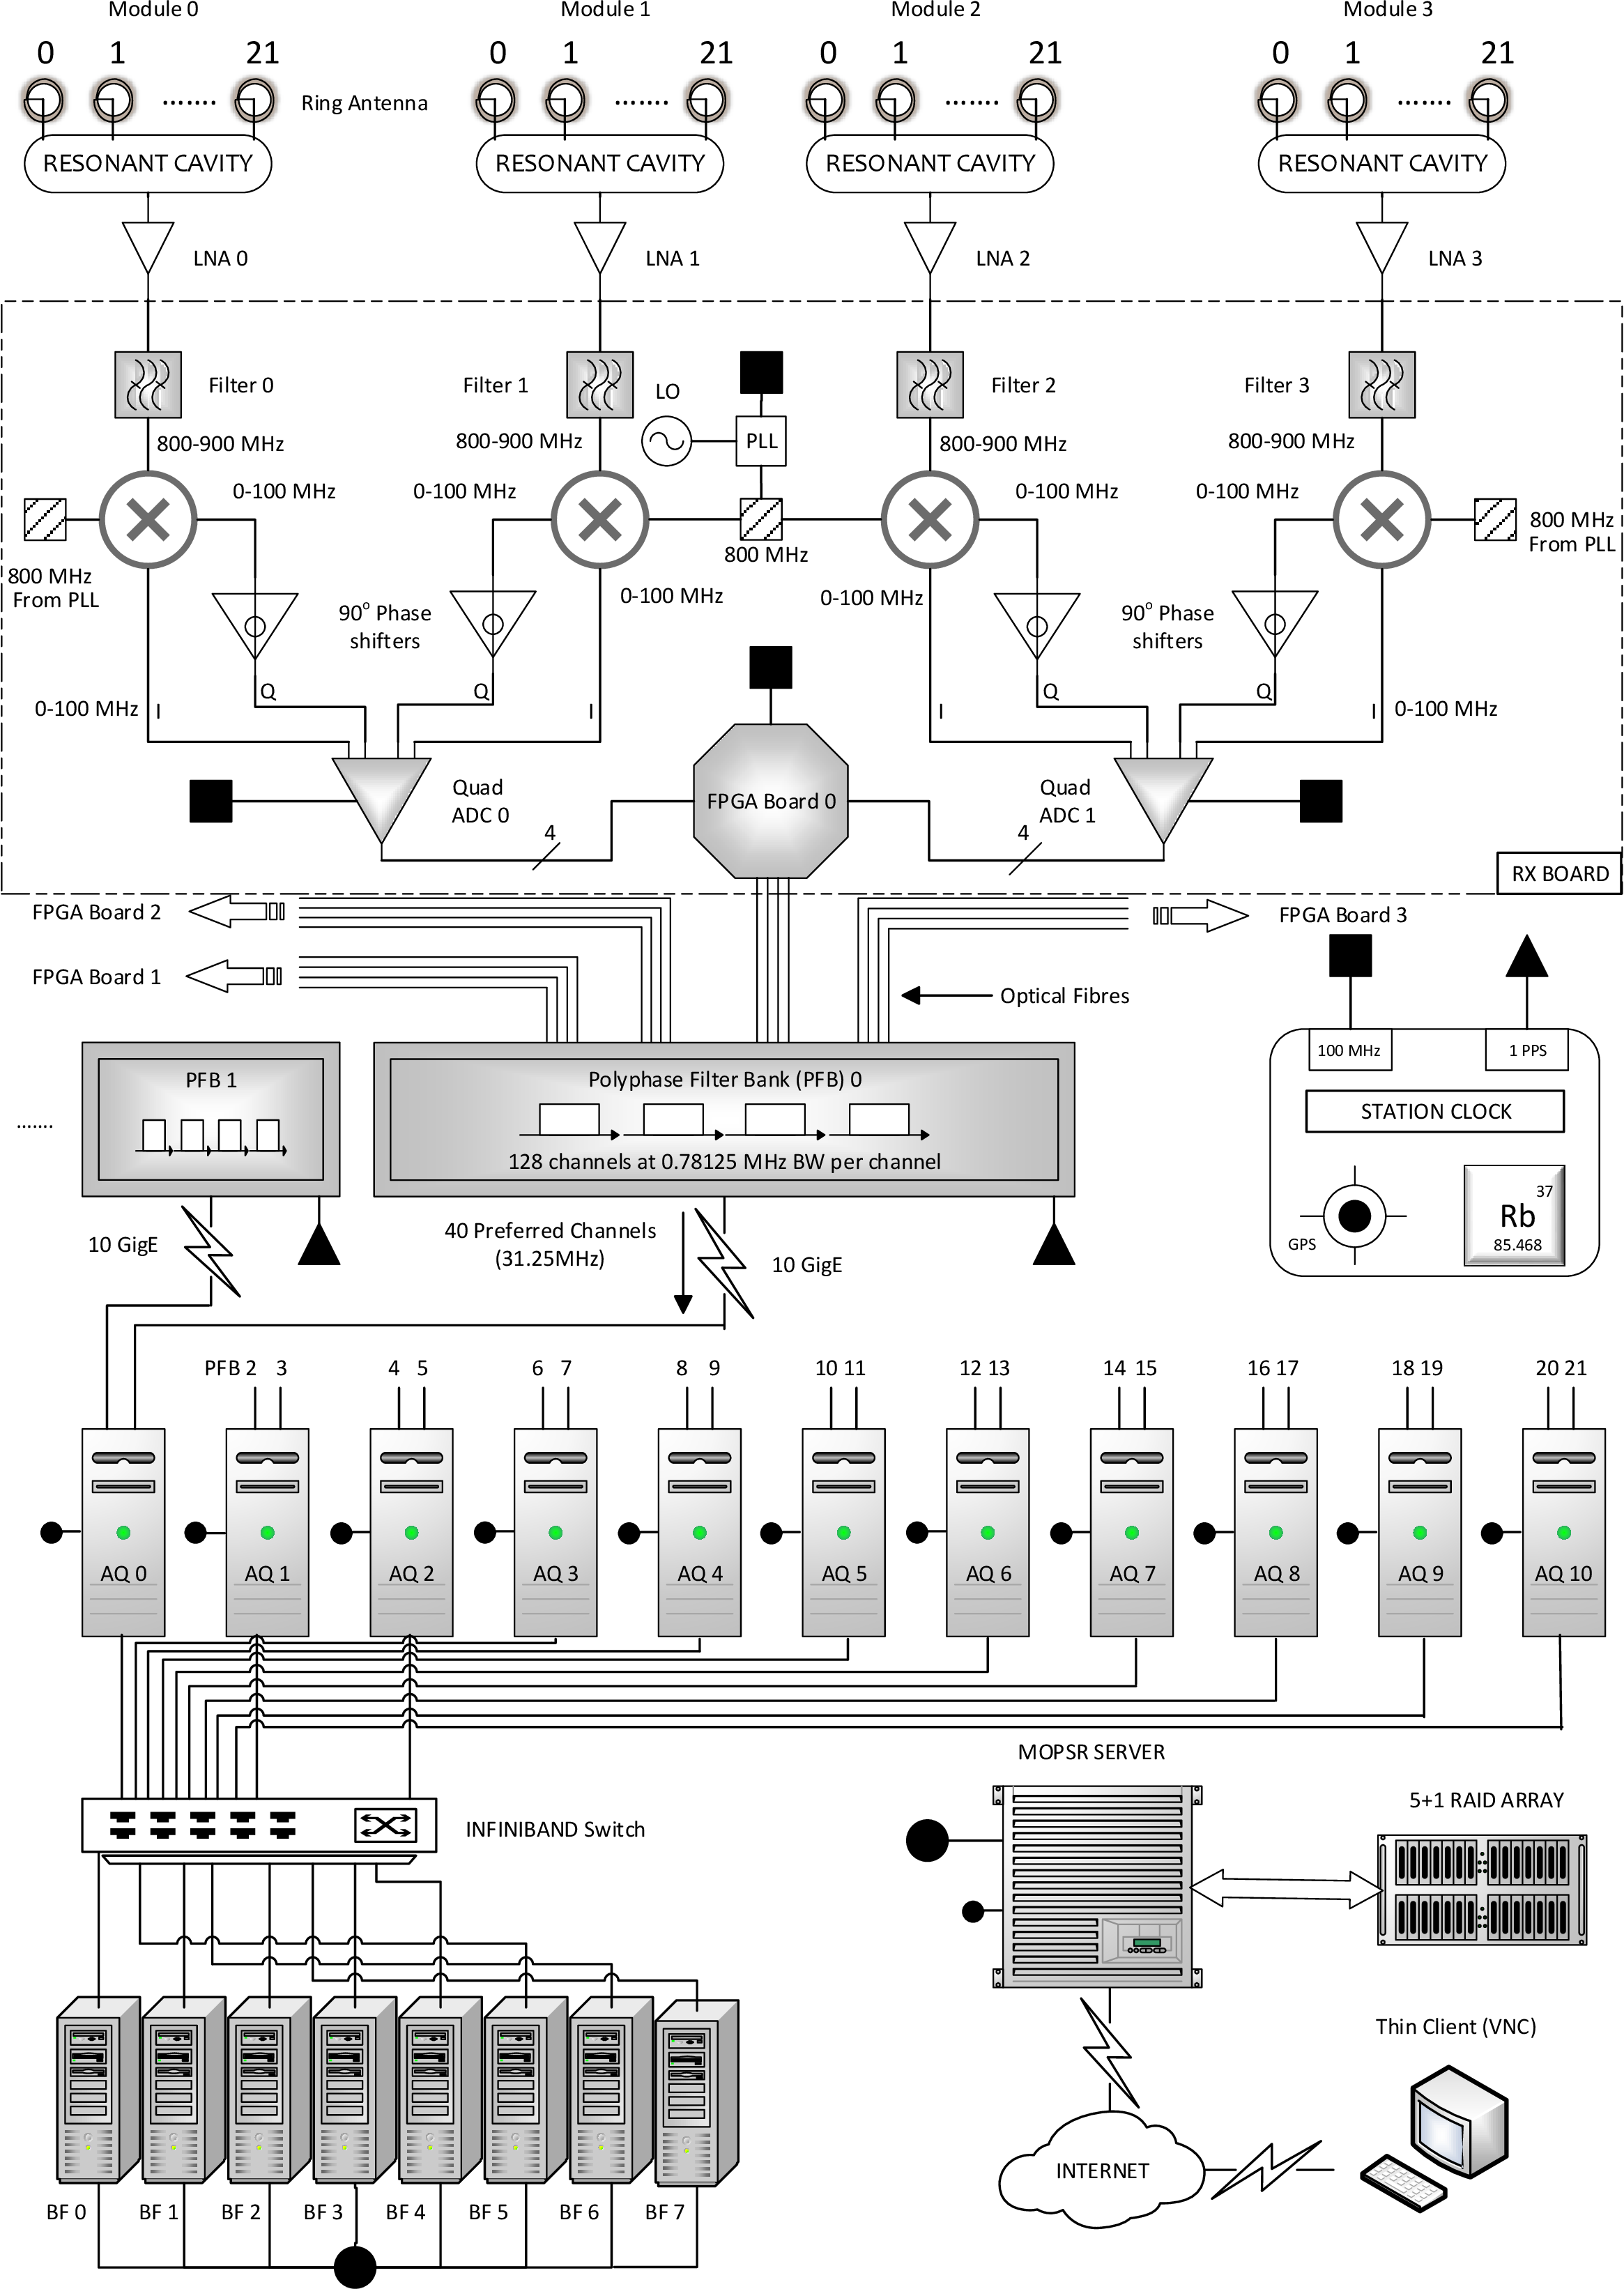 Module 0 Module 1 Module 2 Module 3
0 1 ....... 21 0 1 ....... 21 0 1 ....... 21 0 1 ....... 21
Ring Antenna
RESONANT CAVITY RESONANT CAVITY RESONANT CAVITY RESONANT CAVITY
LNA 0 LNA 1 LNA 2 LNA 3
Filter 0 Filter 1 LO Filter 2 Filter 3
800-900 MHz 800-900 MHz PLL 800-900 MHz 800-900 MHz
0-100 MHz 0-100 MHz 0-100 MHz 0-100 MHz
800 MHz
From PLL
800 MHz
800 MHz
From PLL
0-100 MHz 0-100 MHz
90o Phase
shifters
90o Phase
shifters
Q Q Q Q
0-100 MHz I I I I 0-100 MHz
Quad
ADC 0
FPGA Board 0
Quad
ADC 1
4 4
RX BOARD
FPGA Board 2 FPGA Board 3
FPGA Board 1
Optical Fibres
100 MHz 1 PPS
STATION CLOCK
GPS
37
Rb
85.468
PFB 1
Polyphase Filter Bank (PFB) 0
.......
128 channels at 0.78125 MHz BW per channel
10 GigE
40 Preferred Channels
(31.25MHz)
10 GigE
PFB 2 3 4 5 6 7 8 9 10 11 12 13 14 15 16 17 18 19 20 21
AQ 0 AQ 1 AQ 2 AQ 3 AQ 4 AQ 5 AQ 6 AQ 7 AQ 8 AQ 9 AQ 10
MOPSR SERVER
5+1 RAID ARRAY
INFINIBAND Switch
Thin Client (VNC)
INTERNET
BF 0 BF 1 BF 2 BF 3 BF 4 BF 5 BF 6 BF 7